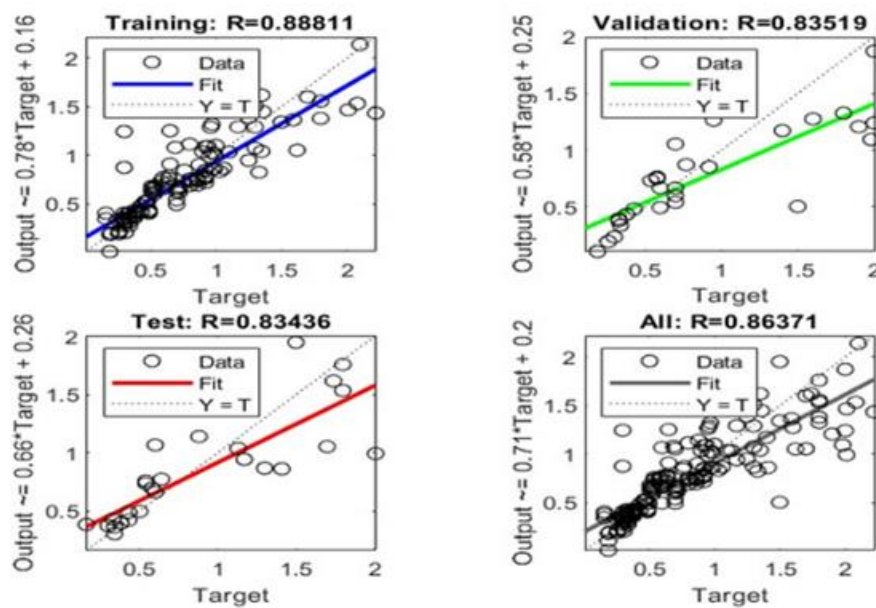 Training: R=0.88811
Output ~= 0.78*Target + 0.16
2
1.5
1
0.5
Data
Fit
Y = T
0.5
1
1.5
2
Target
Validation: R=0.83519
Output ~= 0.58*Target + 0.25
2
1.5
1
0.5
Data
Fit
Y = T
0.5
1
1.5
2
Target
Test: R=0.83436
Output ~= 0.66*Target + 0.26
2
1.5
1
0.5
Data
Fit
Y = T
0.5
1
1.5
2
Target
All: R=0.86371
Output ~= 0.71*Target + 0.2
2
1.5
1
0.5
Data
Fit
Y = T
0.5
1
1.5
2
Target